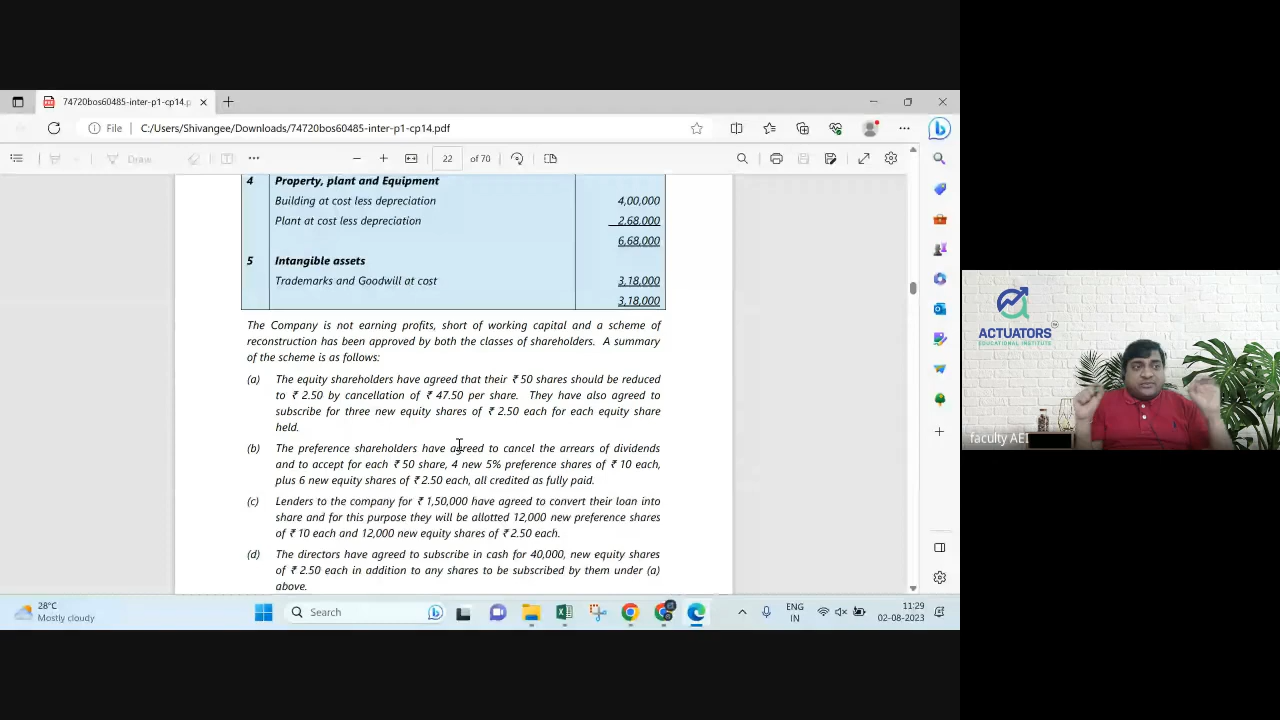 74720bos60485-inter-p1-cp14.p
File
C:/Users/Shivangee/Downloads/74720bos60485-inter-p1-cp14.pdf
Draw
22 of 70
4 Property, plant and Equipment
Building at cost less depreciation 4,00,000
Plant at cost less depreciation 2,68,000
6,68,000
5 Intangible assets
Trademarks and Goodwill at cost 3,18,000
3,18,000
The Company is not earning profits, short of working capital and a scheme of
reconstruction has been approved by both the classes of shareholders. A summary
of the scheme is as follows:
(a) The equity shareholders have agreed that their ₹ 50 shares should be reduced
to ₹ 2.50 by cancellation of ₹ 47.50 per share. They have also agreed to
subscribe for three new equity shares of ₹ 2.50 each for each equity share
held.
(b) The preference shareholders have agreed to cancel the arrears of dividends
and to accept for each ₹ 50 share, 4 new 5% preference shares of ₹ 10 each,
plus 6 new equity shares of ₹ 2.50 each, all credited as fully paid.
(c) Lenders to the company for ₹ 1,50,000 have agreed to convert their loan into
share and for this purpose they will be allotted 12,000 new preference shares
of ₹ 10 each and 12,000 new equity shares of ₹ 2.50 each.
(d) The directors have agreed to subscribe in cash for 40,000, new equity shares
of ₹ 2.50 each in addition to any shares to be subscribed by them under (a)
above.
ACTUATORS
EDUCATIONAL INSTITUTE
faculty AEI
28°C
Mostly cloudy
Search
ENG
IN
11:29
02-08-2023